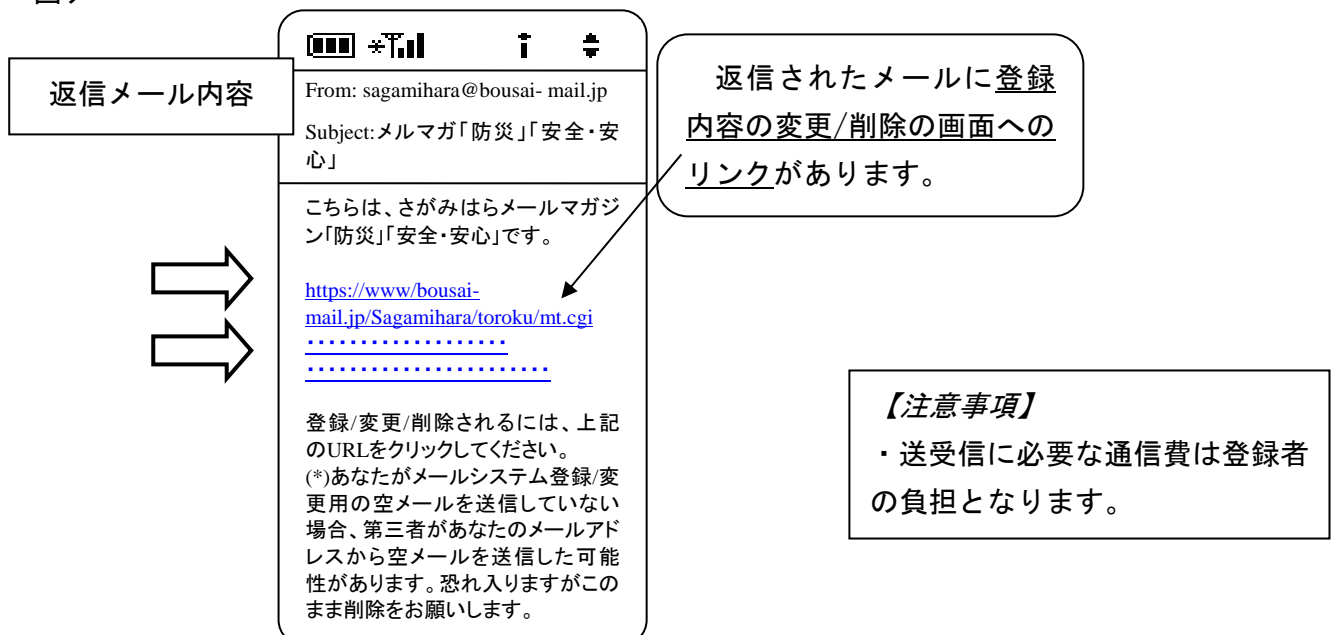 返信メール内容
From: sagamihara@bousai- mail.jp
Subject:メルマガ「防災」「安全・安
心」
こちらは、さがみはらメールマガジ
ン「防災」「安全・安心」です。
https://www/bousai-
mail.jp/Sagamihara/toroku/mt.cgi
・・・・・・・・・・・・・・・・・・・
・・・・・・・・・・・・・・・・・・・・・・・
登録/変更/削除されるには、上記
のURLをクリックしてください。
(*)あなたがメールシステム登録/変
更用の空メールを送信していない
場合、第三者があなたのメールアド
レスから空メールを送信した可能
性があります。恐れ入りますがこの
まま削除をお願いします。
返信されたメールに登録
内容の変更/削除の画面への
リンクがあります。
【注意事項】
・送受信に必要な通信費は登録者
の負担となります。